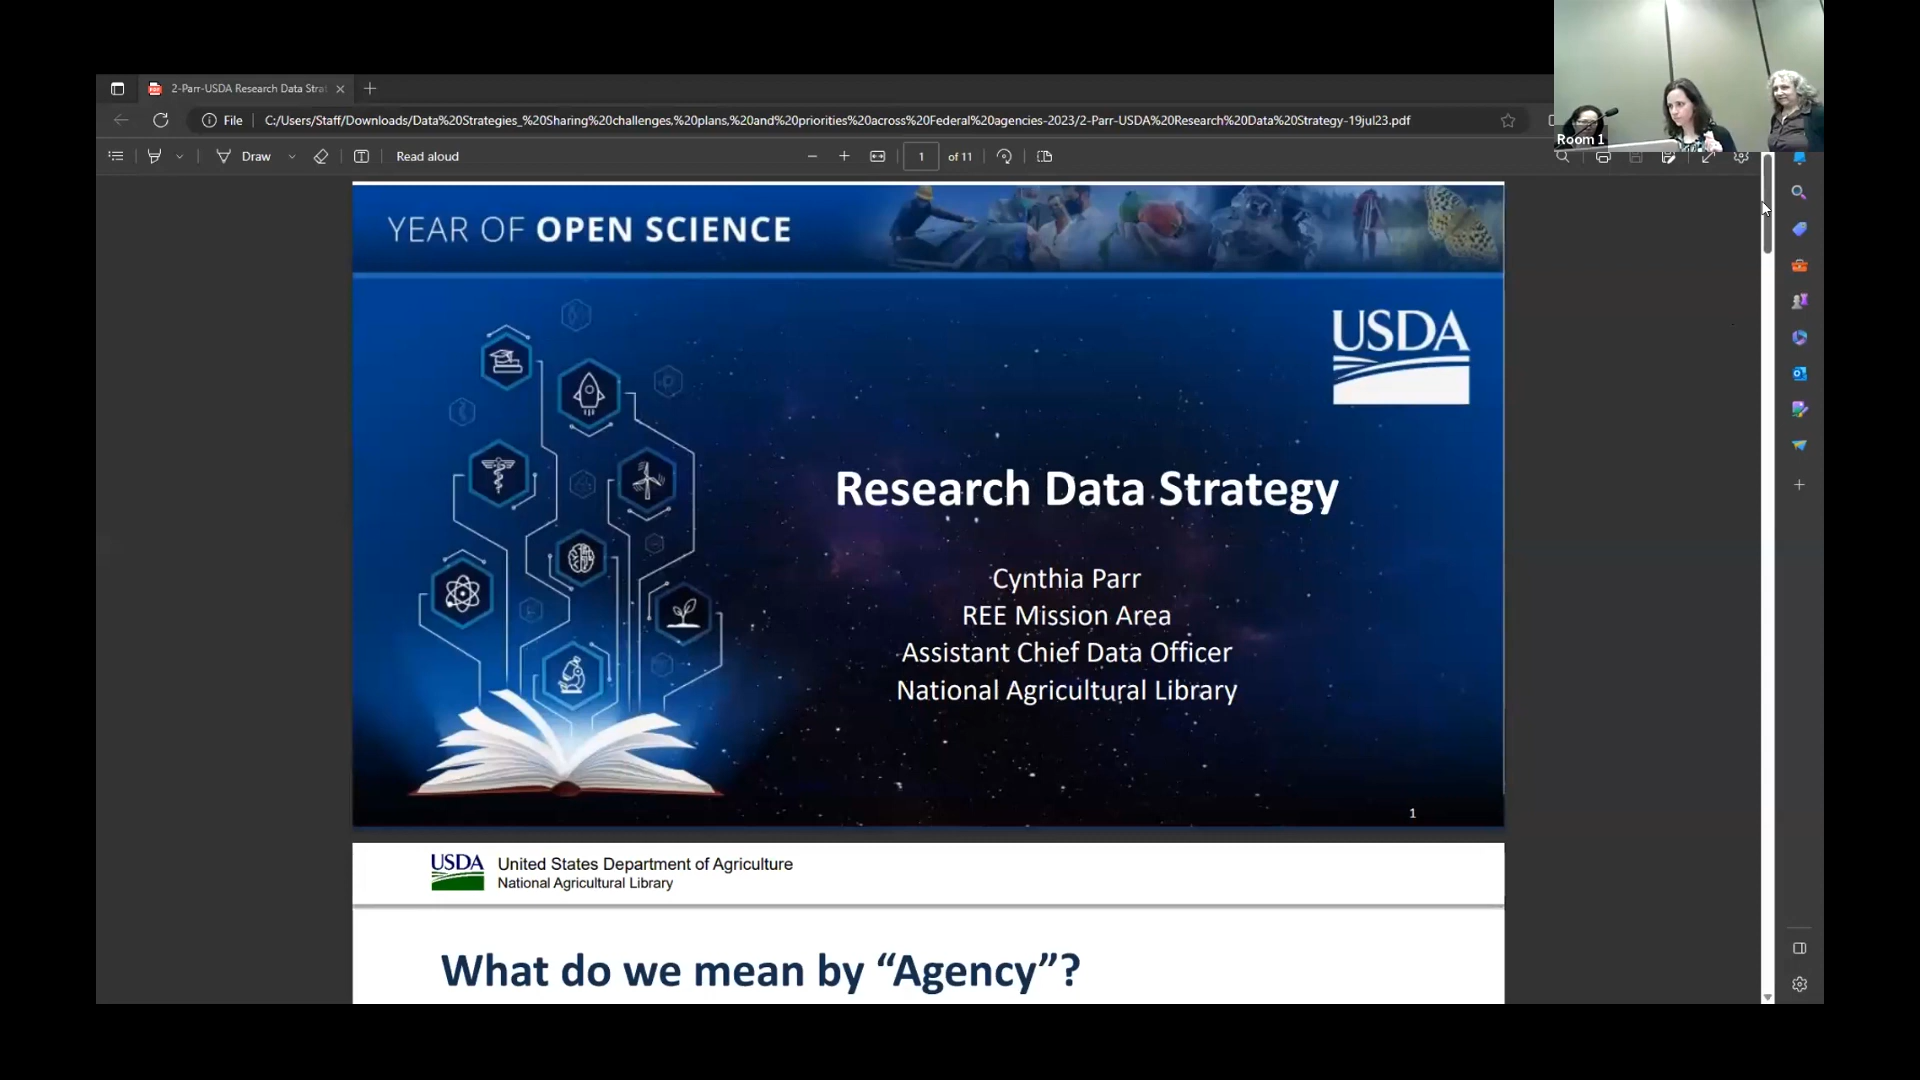 2-Parr-USDA Research Data Strat
File
C:/Users/Staff/Downloads/Data%20Strategies_%20Sharing%20challenges,%20plans,%20and%20priorities%20across%20Federal%20agencies-2023/2-Parr-USDA%20Research%20Data%20Strategy-19jul23.pdf
Room 1
Draw
Read aloud
1
of 11
YEAR OF OPEN SCIENCE
USDA
Research Data Strategy
Cynthia Parr
REE Mission Area
Assistant Chief Data Officer
National Agricultural Library
1
USDA
United States Department of Agriculture
National Agricultural Library
What do we mean by “Agency”?